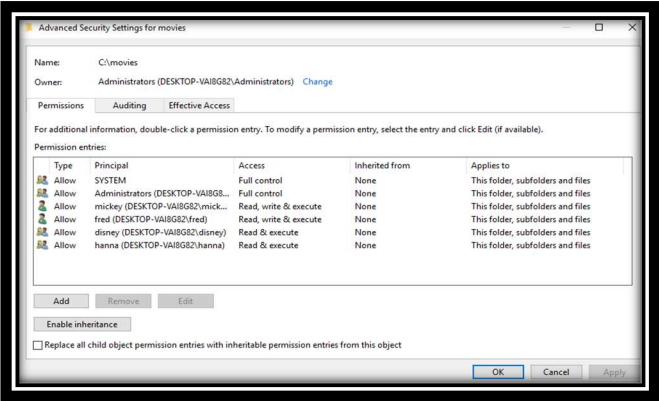 Advanced Security Settings for movies
Name: C:\movies
Owner: Administrators (DESKTOP-VAI8G82\Administrators) Change
Permissions Auditing Effective Access
For additional information, double-click a permission entry. To modify a permission entry, select the entry and click Edit (if available).
Permission entries:
Type Principal Access Inherited from Applies to
Allow SYSTEM Full control None This folder, subfolders and files
Allow Administrators (DESKTOP-VAI8G8... Full control None This folder, subfolders and files
Allow mickey (DESKTOP-VAI8G82\mick... Read, write & execute None This folder, subfolders and files
Allow fred (DESKTOP-VAI8G82\fred) Read, write & execute None This folder, subfolders and files
Allow disney (DESKTOP-VAI8G82\disney) Read & execute None This folder, subfolders and files
Allow hanna (DESKTOP-VAI8G82\hanna) Read & execute None This folder, subfolders and files
Add Remove Edit
Enable inheritance
Replace all child object permission entries with inheritable permission entries from this object
OK Cancel Apply